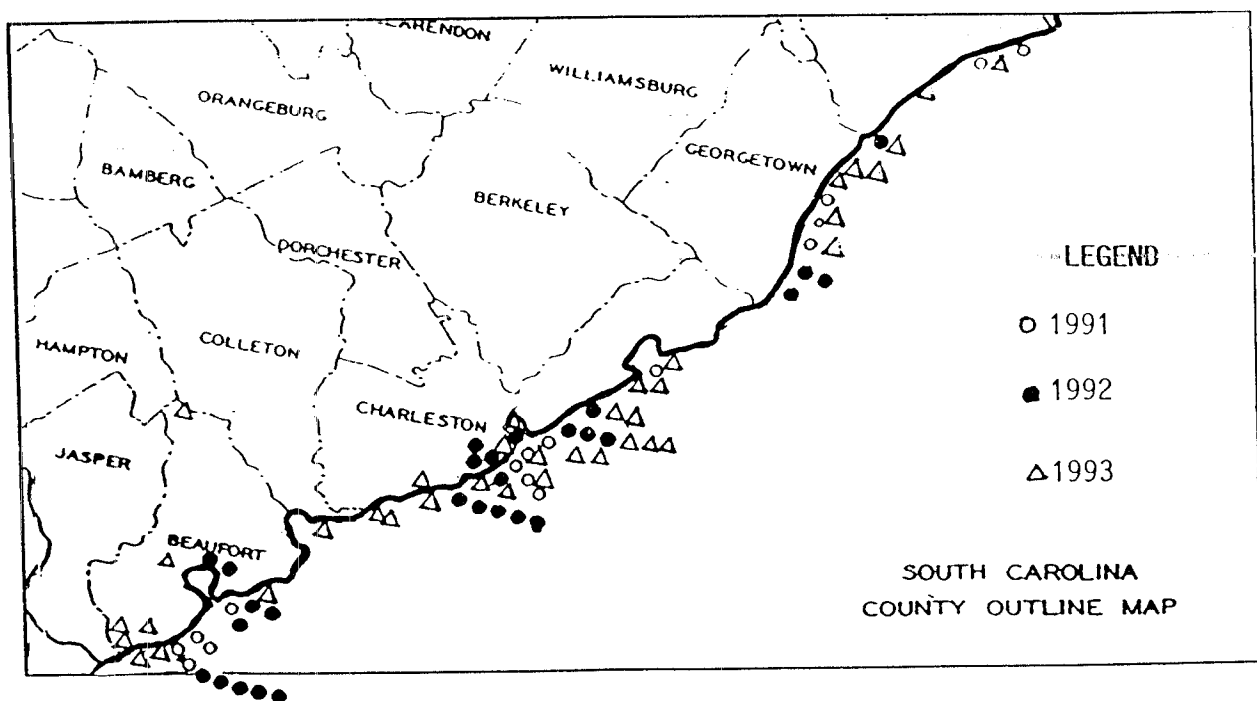 LARENDON
WILLIAMSBURG
ORANGEBURG
GEORGETOWN
BAMBERG
BERKELEY
DORCHESTER
LEGEND
1991
COLLETON
HAMPTON
1992
CHARLESTON
JASPER
1993
BEAUFORT
SOUTH CAROLINA
COUNTY OUTLINE MAP